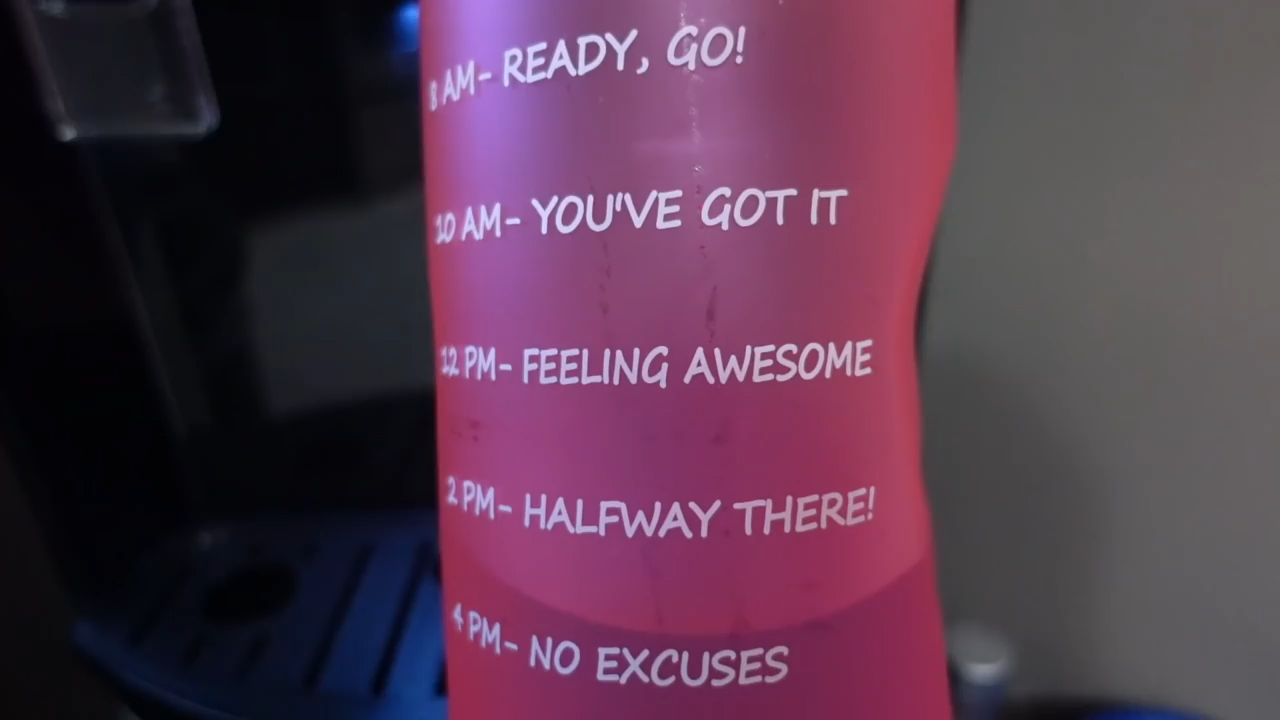 8 AM- READY, GO!
10 AM- YOU'VE GOT IT
12 PM- FEELING AWESOME
2 PM- HALFWAY THERE!
4 PM- NO EXCUSES